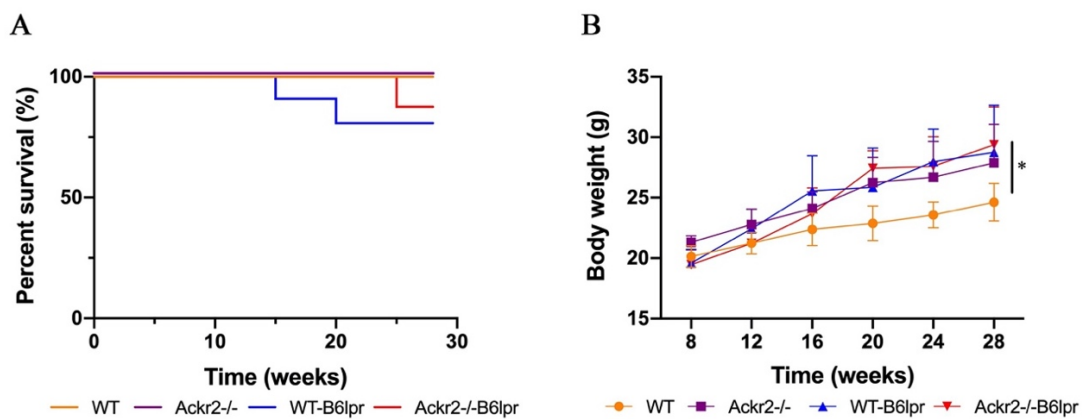 A
Percent survival (%)
100
50
0
0 10 20 30
Time (weeks)
WT Ackr2-/- WT-B6lpr Ackr2-/-B6lpr
B
Body weight (g)
35
30
25
20
15
8 12 16 20 24 28
*
Time (weeks)
WT Ackr2-/- WT-B6lpr Ackr2-/-B6lpr